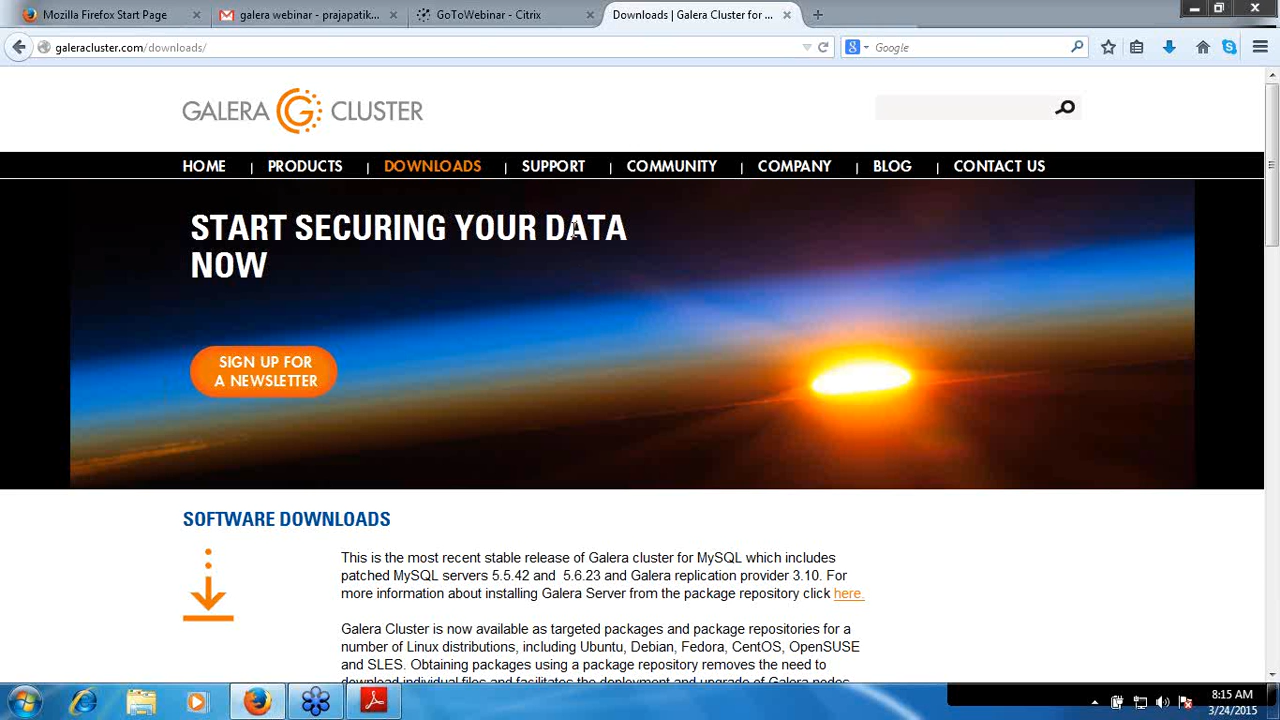 Mozilla Firefox Start Page
galera webinar - prajapatik...
GoToWebinar - Citrix
Downloads | Galera Cluster for ...
galeracluster.com/downloads/
Google
GALERA CLUSTER
HOME | PRODUCTS | DOWNLOADS | SUPPORT | COMMUNITY | COMPANY | BLOG | CONTACT US
START SECURING YOUR DATA
NOW
SIGN UP FOR
A NEWSLETTER
SOFTWARE DOWNLOADS
This is the most recent stable release of Galera cluster for MySQL which includes
patched MySQL servers 5.5.42 and 5.6.23 and Galera replication provider 3.10. For
more information about installing Galera Server from the package repository click here.
Galera Cluster is now available as targeted packages and package repositories for a
number of Linux distributions, including Ubuntu, Debian, Fedora, CentOS, OpenSUSE
and SLES. Obtaining packages using a package repository removes the need to
download individual files and facilitates the deployment and upgrade of Galera nodes
8:15 AM
3/24/2015